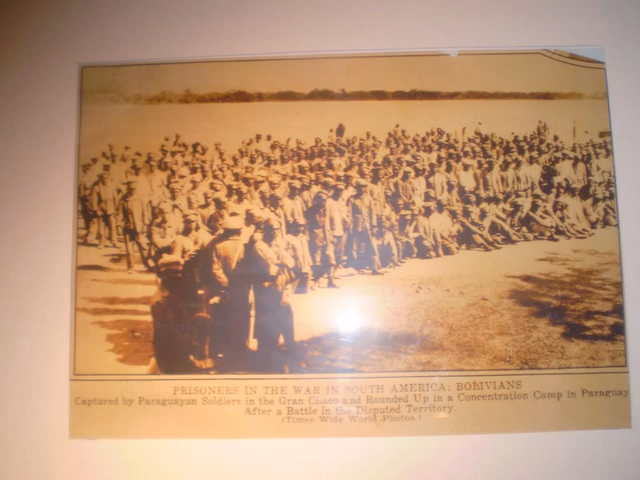 PRISONERS IN THE WAR IN SOUTH AMERICA: BOLIVIANS
Captured by Paraguayan Soldiers in the Gran Chaco and Rounded Up in a Concentration Camp in Paraguay
After a Battle in the Disputed Territory.
(Times Wide World Photos.)